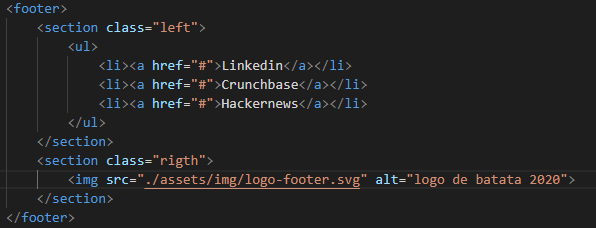 <footer>
<section class="left">
<ul>
<li><a href="#">Linkedin</a></li>
<li><a href="#">Crunchbase</a></li>
<li><a href="#">Hackernews</a></li>
</ul>
</section>
<section class="rigth">
<img src="./assets/img/logo-footer.svg" alt="logo de batata 2020">
</section>
</footer>